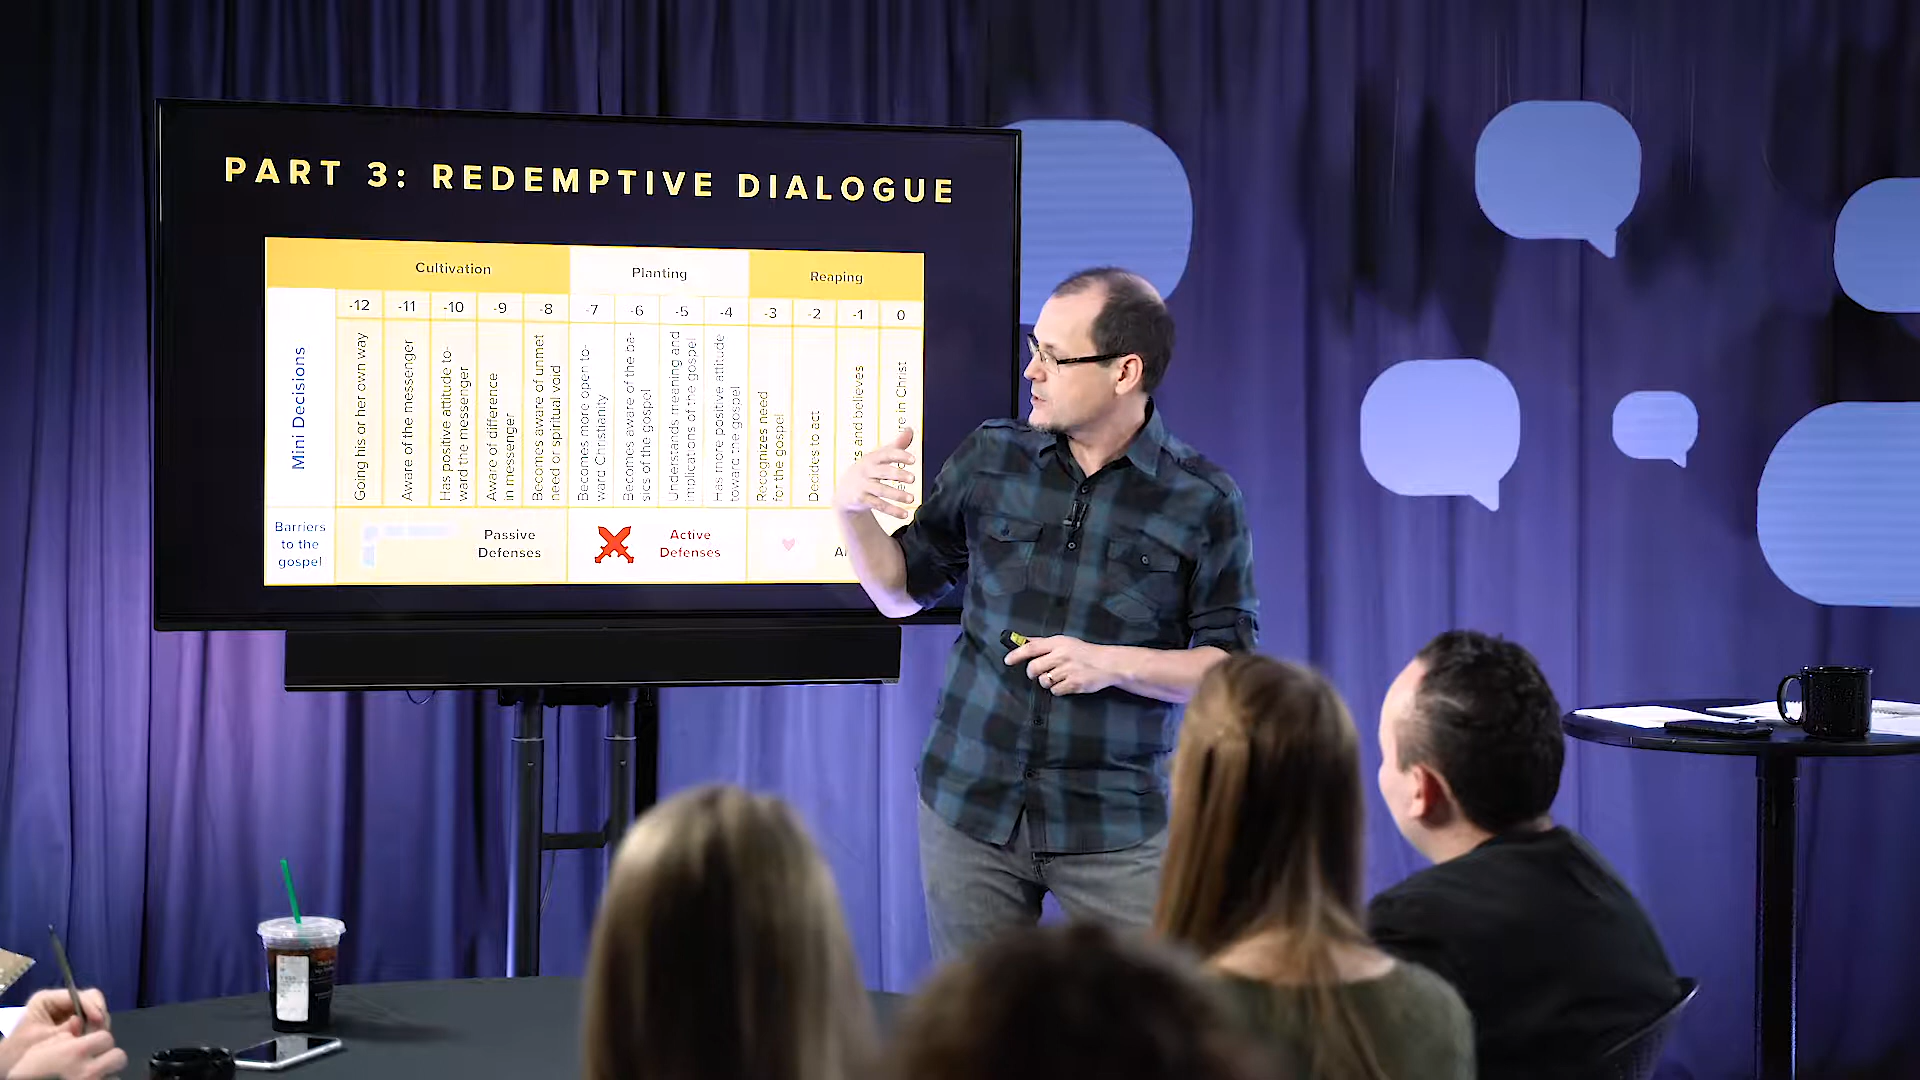 PART 3: REDEMPTIVE DIALOGUE
Cultivation Planting Reaping
-12 -11 -10 -9 -8 -7 -6 -5 -4 -3 -2 -1 0
Mini Decisions
Going his or her own way
Aware of the messenger
Has positive attitude to-
ward the messenger
Aware of difference
in messenger
Becomes aware of unmet
need or spiritual void
Becomes more open to-
ward Christianity
Becomes aware of the ba-
sics of the gospel
Understands meaning and
implications of the gospel
Has more positive attitude
toward the gospel
Recognizes need
for the gospel
Decides to act
and believes
in Christ
Barriers
to the
gospel
Passive
Defenses
Active
Defenses